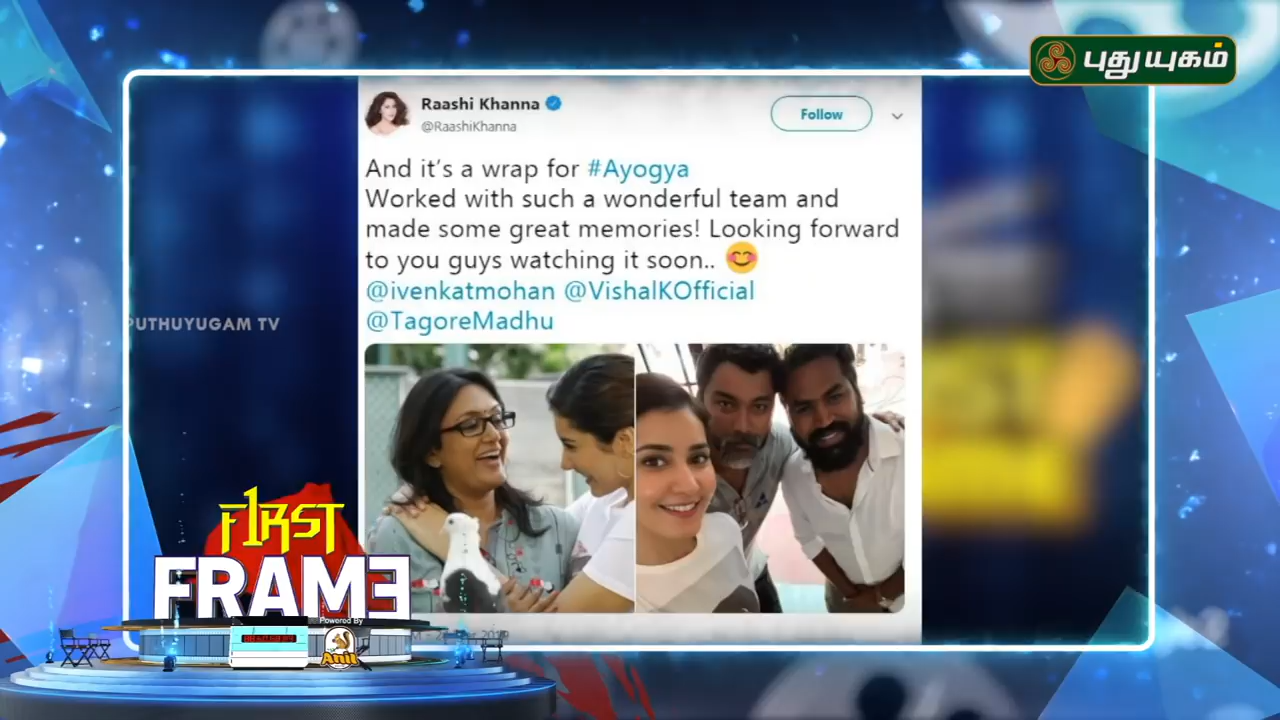 புதுயுகம்
Raashi Khanna
@RaashiKhanna
Follow
And it's a wrap for #Ayogya
Worked with such a wonderful team and
made some great memories! Looking forward
to you guys watching it soon.. 😊
@ivenkatmohan @VishalKOfficial
@TagoreMadhu
PUTHUYUGAM TV
F1RST
FRAME
Powered By
Anil